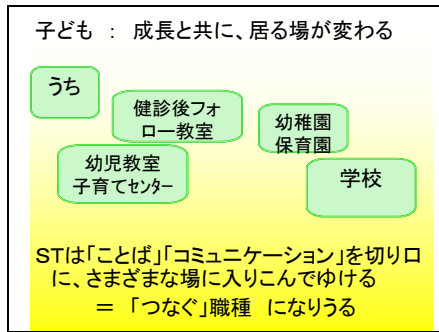 子ども ： 成長と共に、居る場が変わる
うち
健診後フォ
ロー教室
幼稚園
保育園
幼児教室
子育てセンター
学校
ＳＴは「ことば」「コミュニケーション」を切り口
に、さまざまな場に入りこんでゆける
＝ 「つなぐ」職種 になりうる